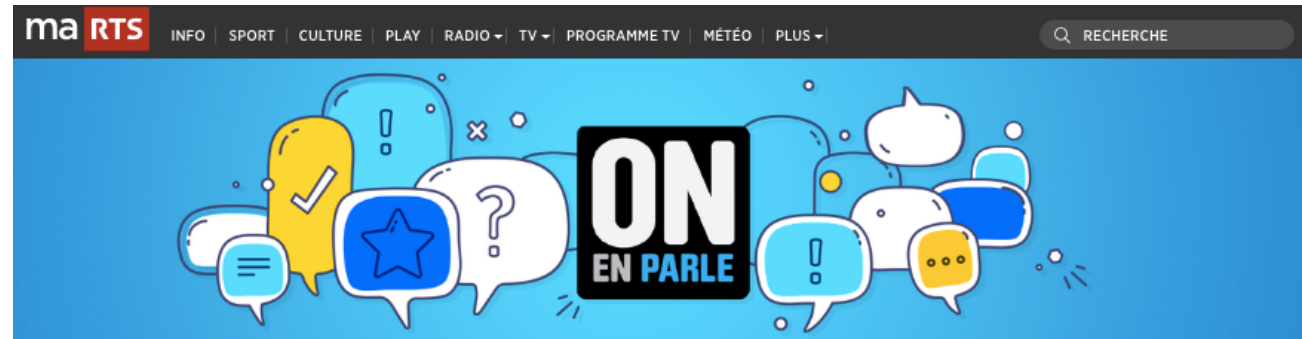 ma RTS INFO SPORT CULTURE PLAY RADIO TV PROGRAMME TV MÉTÉO PLUS RECHERCHE
ON
EN PARLE